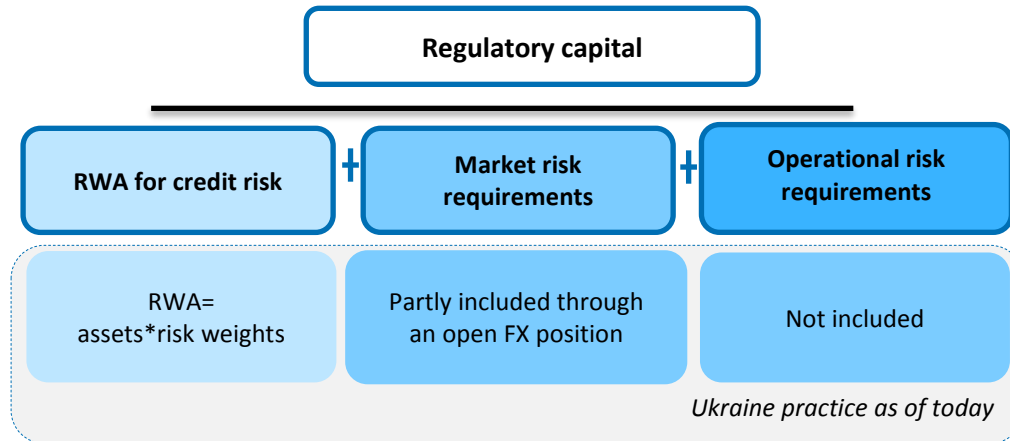 Regulatory capital
RWA for credit risk
+
Market risk
requirements
+
Operational risk
requirements
RWA=
assets*risk weights
Partly included through
an open FX position
Not included
Ukraine practice as of today